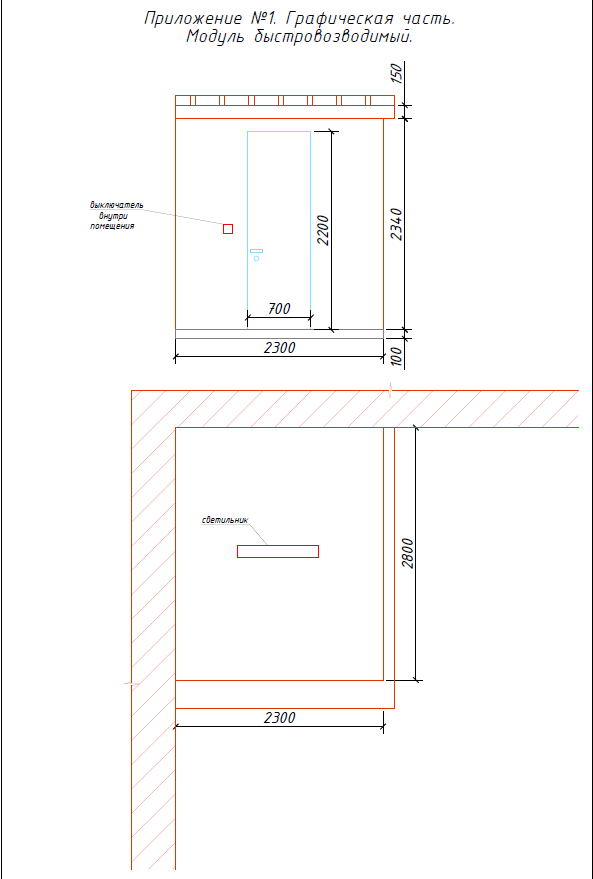 Приложение №1. Графическая часть.
Модуль быстровозводимый.
150
выключатель
внутри
помещения
2200
2340
700
2300
100
светильник
2800
2300